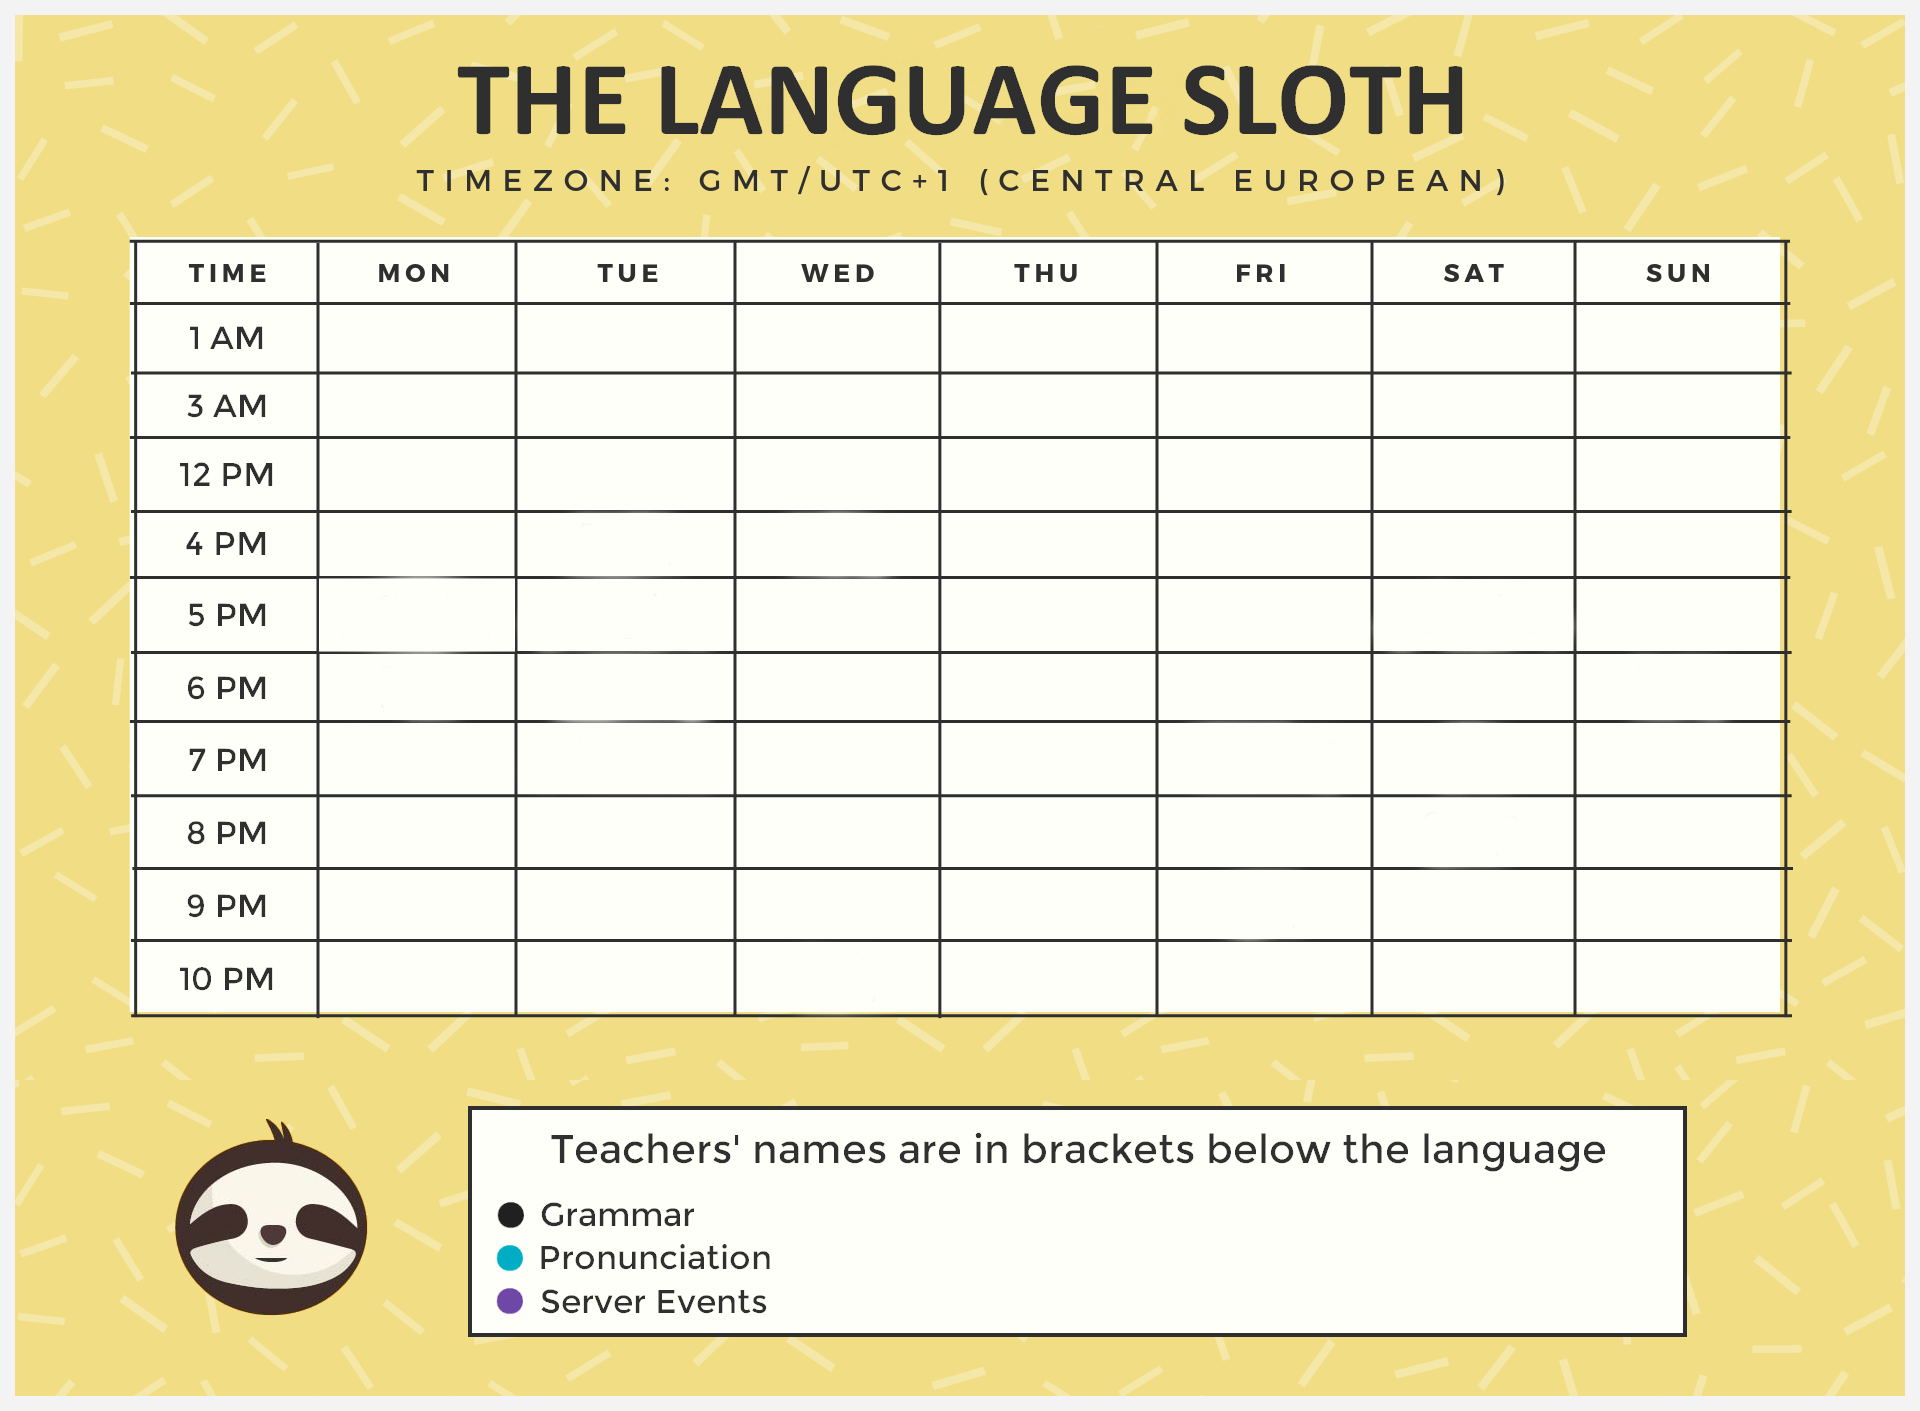 THE LANGUAGE SLOTH
TIMEZONE: GMT/UTC+1 (CENTRAL EUROPEAN)
TIME MON TUE WED THU FRI SAT SUN
1 AM
3 AM
12 PM
4 PM
5 PM
6 PM
7 PM
8 PM
9 PM
10 PM
Teachers' names are in brackets below the language
Grammar
Pronunciation
Server Events